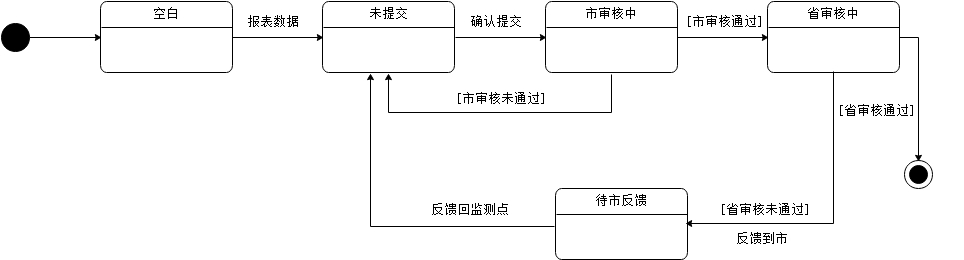 空白
报表数据
未提交
确认提交
市审核中
[市审核通过]
省审核中
[市审核未通过]
[省审核通过]
待市反馈
反馈回监测点
[省审核未通过]
反馈到市